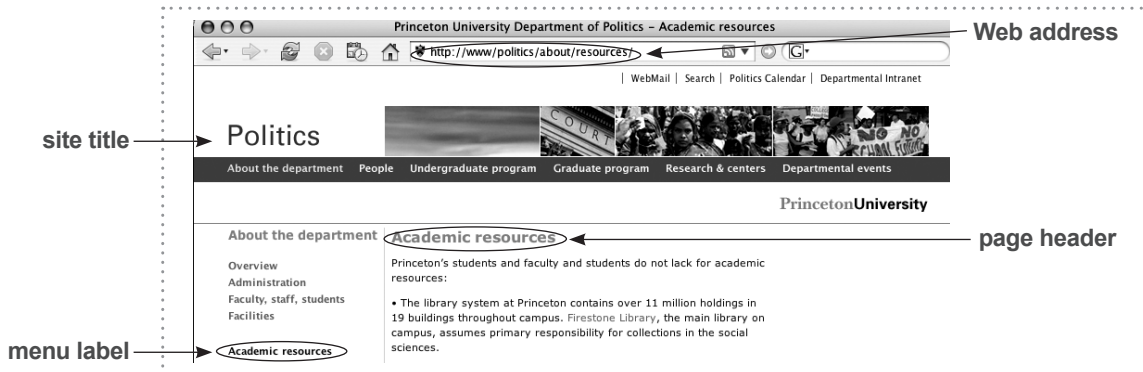 Princeton University Department of Politics – Academic resources
http://www/politics/about/resources/
G
Web address
| WebMail | Search | Politics Calendar | Departmental Intranet
COURT
NO NO
site title
Politics
About the department People Undergraduate program Graduate program Research & centers Departmental events
PrincetonUniversity
About the department
Academic resources
page header
Overview
Administration
Faculty, staff, students
Facilities
Academic resources
menu label
Princeton’s students and faculty and students do not lack for academic
resources:
• The library system at Princeton contains over 11 million holdings in
19 buildings throughout campus. Firestone Library, the main library on
campus, assumes primary responsibility for collections in the social
sciences.